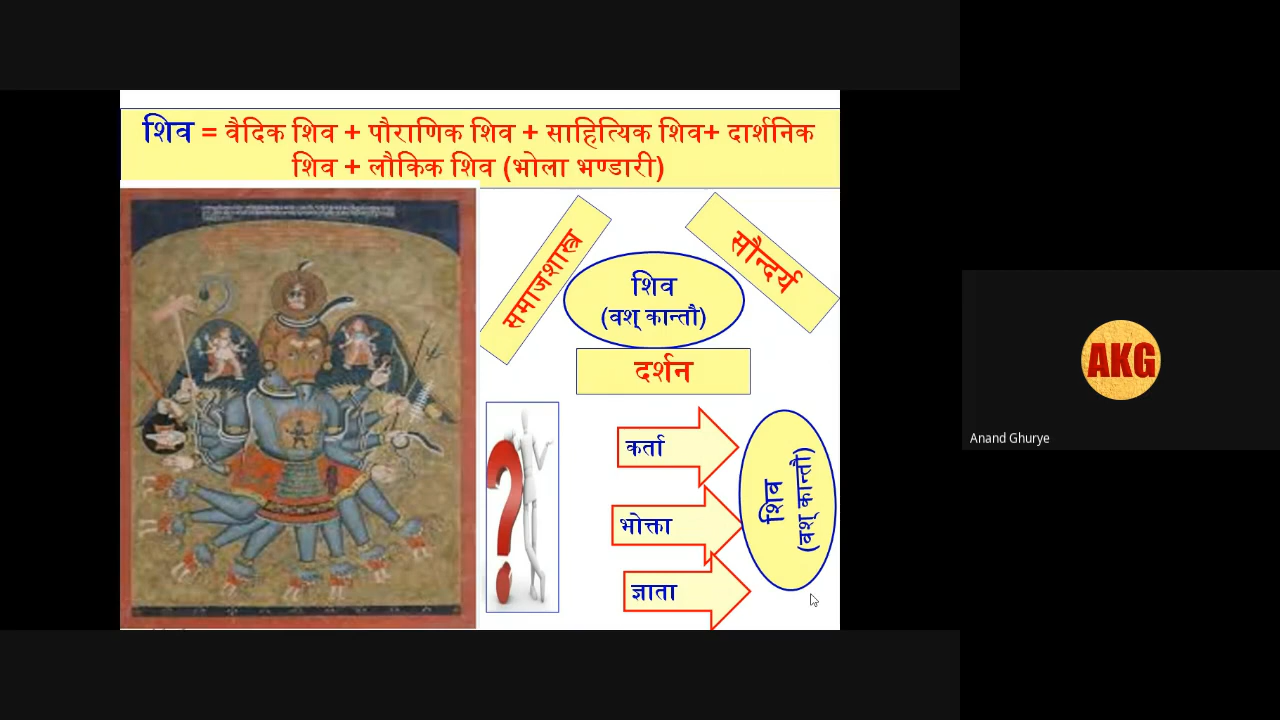 शिव = वैदिक शिव + पौराणिक शिव + साहित्यिक शिव+ दार्शनिक
शिव + लौकिक शिव (भोला भण्डारी)
समाजशास्त्र
सौन्दर्य
शिव
(वश् कान्तौ)
दर्शन
कर्ता
भोक्ता
ज्ञाता
शिव
(वश् कान्तौ)
AKG
Anand Ghurye